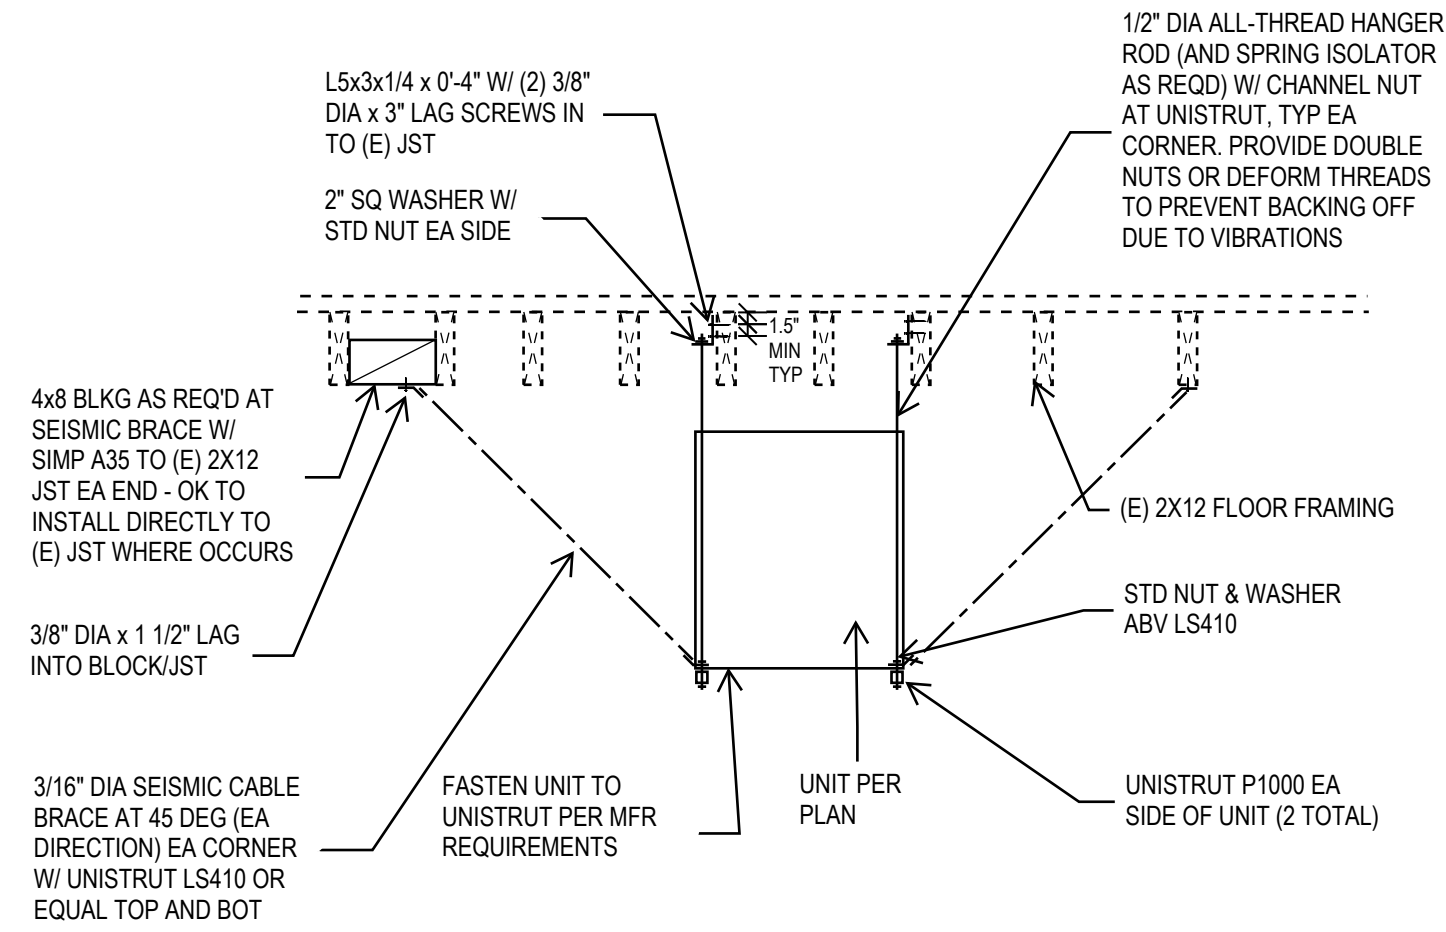 1/2" DIA ALL-THREAD HANGER
ROD (AND SPRING ISOLATOR
AS REQD) W/ CHANNEL NUT
AT UNISTRUT, TYP EA
CORNER. PROVIDE DOUBLE
NUTS OR DEFORM THREADS
TO PREVENT BACKING OFF
DUE TO VIBRATIONS
L5x3x1/4 x 0'-4" W/ (2) 3/8"
DIA x 3" LAG SCREWS IN
TO (E) JST
2" SQ WASHER W/
STD NUT EA SIDE
1.5"
MIN
TYP
4x8 BLKG AS REQ'D AT
SEISMIC BRACE W/
SIMP A35 TO (E) 2X12
JST EA END - OK TO
INSTALL DIRECTLY TO
(E) JST WHERE OCCURS
(E) 2X12 FLOOR FRAMING
STD NUT & WASHER
ABV LS410
3/8" DIA x 1 1/2" LAG
INTO BLOCK/JST
3/16" DIA SEISMIC CABLE
BRACE AT 45 DEG (EA
DIRECTION) EA CORNER
W/ UNISTRUT LS410 OR
EQUAL TOP AND BOT
FASTEN UNIT TO
UNISTRUT PER MFR
REQUIREMENTS
UNIT PER
PLAN
UNISTRUT P1000 EA
SIDE OF UNIT (2 TOTAL)